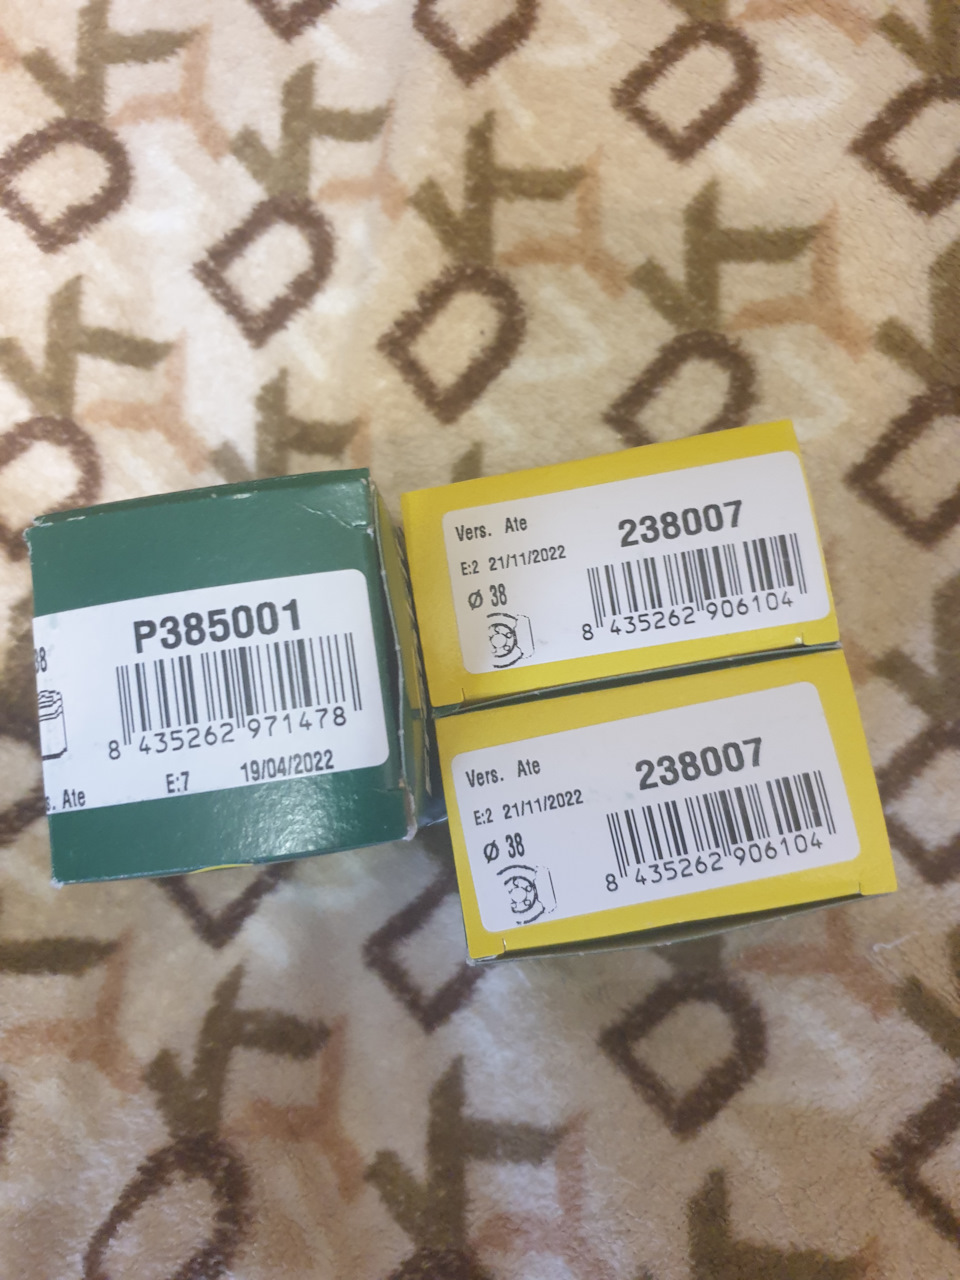 P385001
8 435262 971478
E:7 19/04/2022
Ate
Vers. Ate
238007
E:2 21/11/2022
Ø 38
8 435262 906104
Vers. Ate
238007
E:2 21/11/2022
Ø 38
8 435262 906104